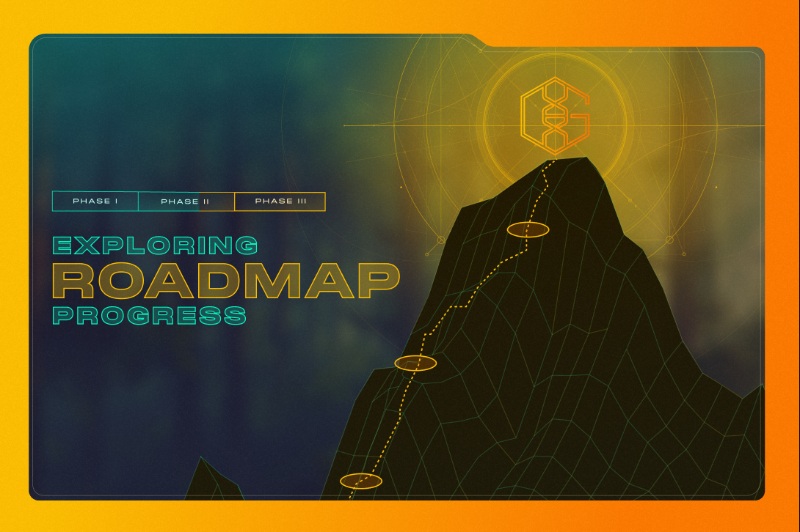 PHASE I
PHASE II
PHASE III
EXPLORING
ROADMAP
PROGRESS